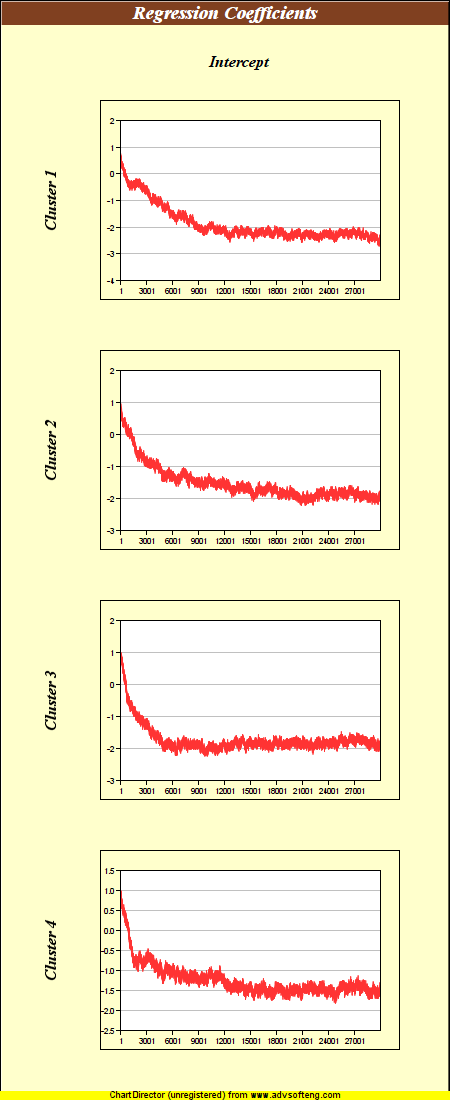 Regression Coefficients
Intercept
Cluster 1
2
1
0
-1
-2
-3
-4
1 3001 6001 9001 12001 15001 18001 21001 24001 27001
Cluster 2
2
1
0
-1
-2
-3
1 3001 6001 9001 12001 15001 18001 21001 24001 27001
Cluster 3
2
1
0
-1
-2
-3
1 3001 6001 9001 12001 15001 18001 21001 24001 27001
Cluster 4
1.5
1.0
0.5
0.0
-0.5
-1.0
-1.5
-2.0
-2.5
1 3001 6001 9001 12001 15001 18001 21001 24001 27001
ChartDirector (unregistered) from www.advsofteng.com